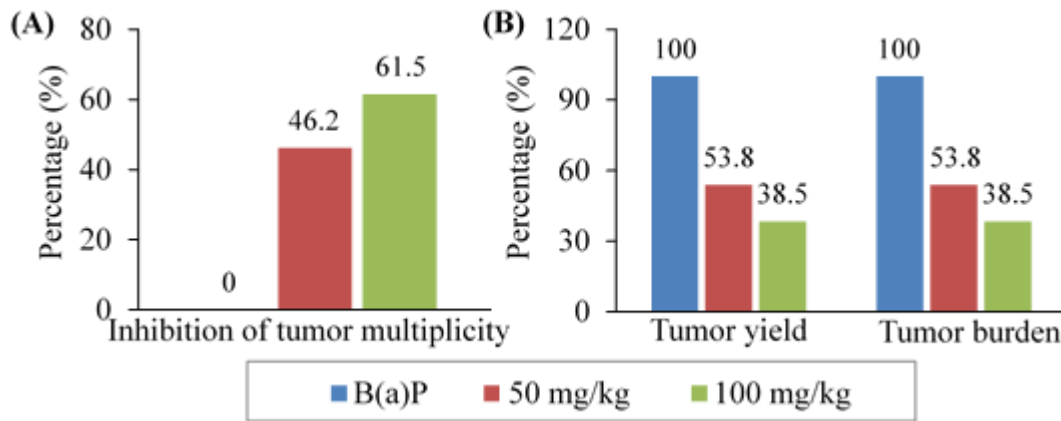 (A)
Percentage (%)
80
60
40
20
0
0
46.2
61.5
Inhibition of tumor multiplicity
(B)
Percentage (%)
120
90
60
30
0
100
53.8
38.5
100
53.8
38.5
Tumor yield
Tumor burden
B(a)P
50 mg/kg
100 mg/kg